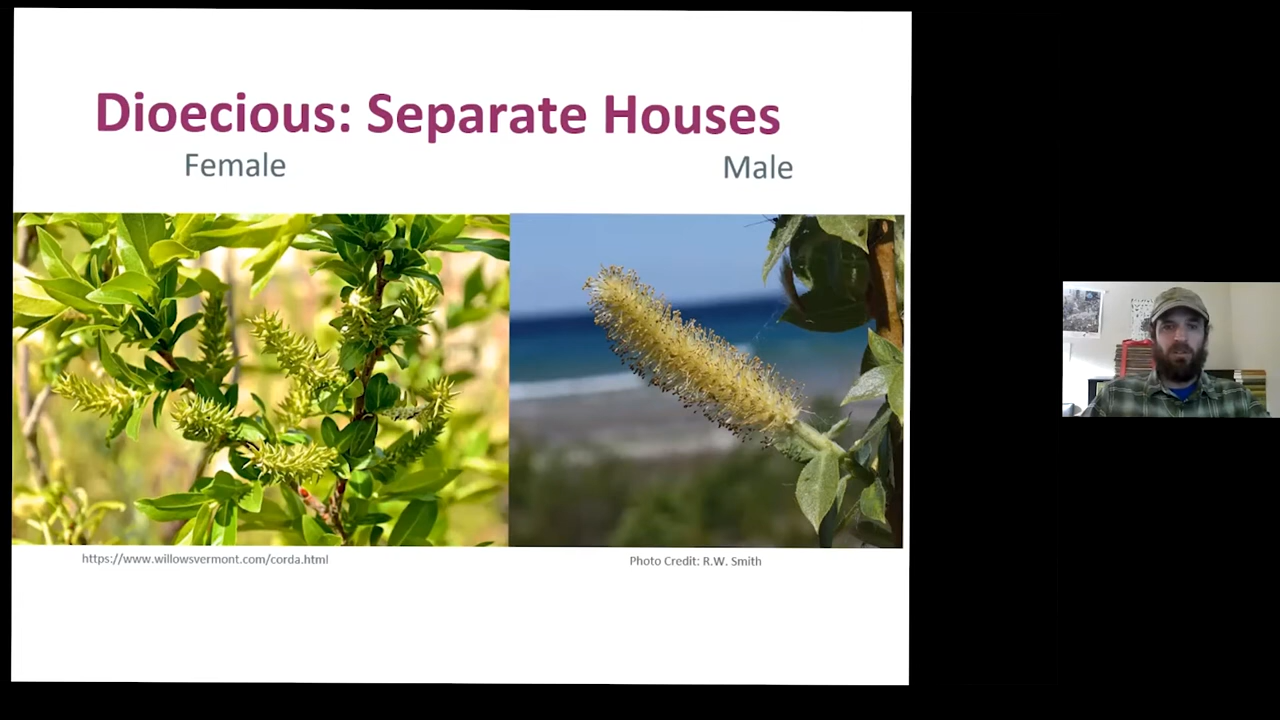 Dioecious: Separate Houses
Female
Male
https://www.willowsvermont.com/corda.html
Photo Credit: R.W. Smith